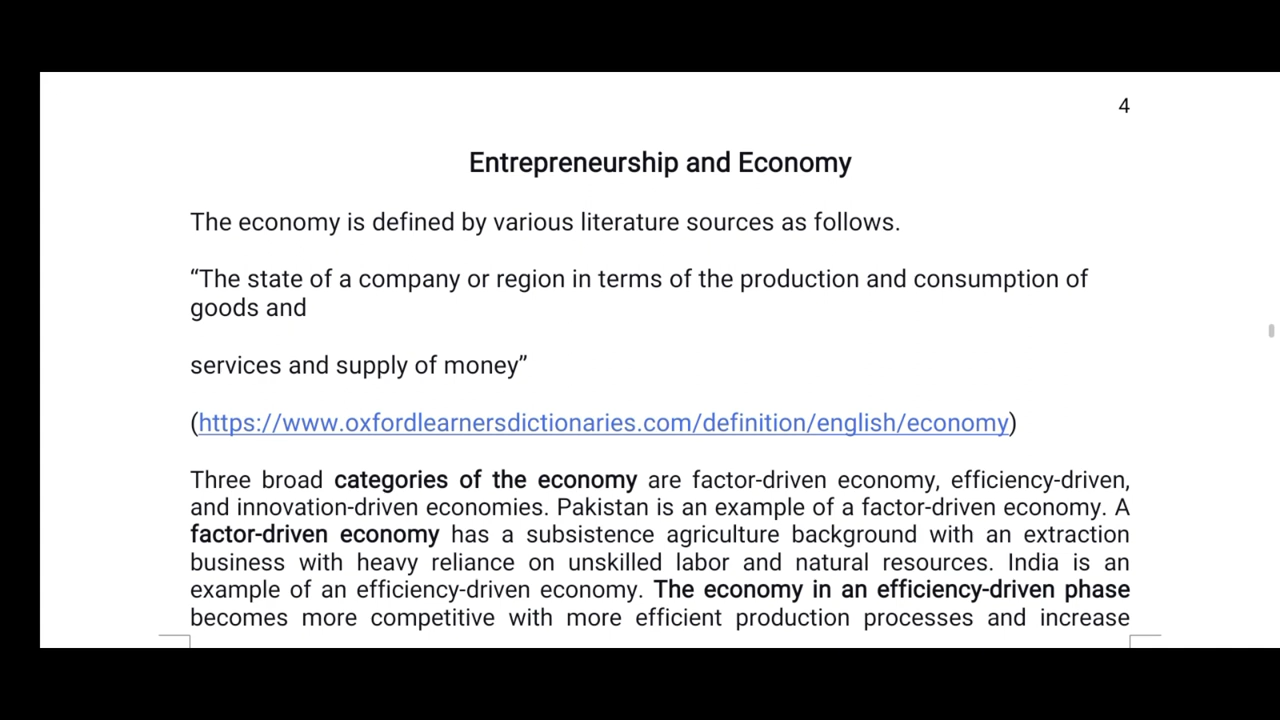 4
Entrepreneurship and Economy
The economy is defined by various literature sources as follows.
“The state of a company or region in terms of the production and consumption of
goods and
services and supply of money”
(https://www.oxfordlearnersdictionaries.com/definition/english/economy)
Three broad categories of the economy are factor-driven economy, efficiency-driven,
and innovation-driven economies. Pakistan is an example of a factor-driven economy. A
factor-driven economy has a subsistence agriculture background with an extraction
business with heavy reliance on unskilled labor and natural resources. India is an
example of an efficiency-driven economy. The economy in an efficiency-driven phase
becomes more competitive with more efficient production processes and increase